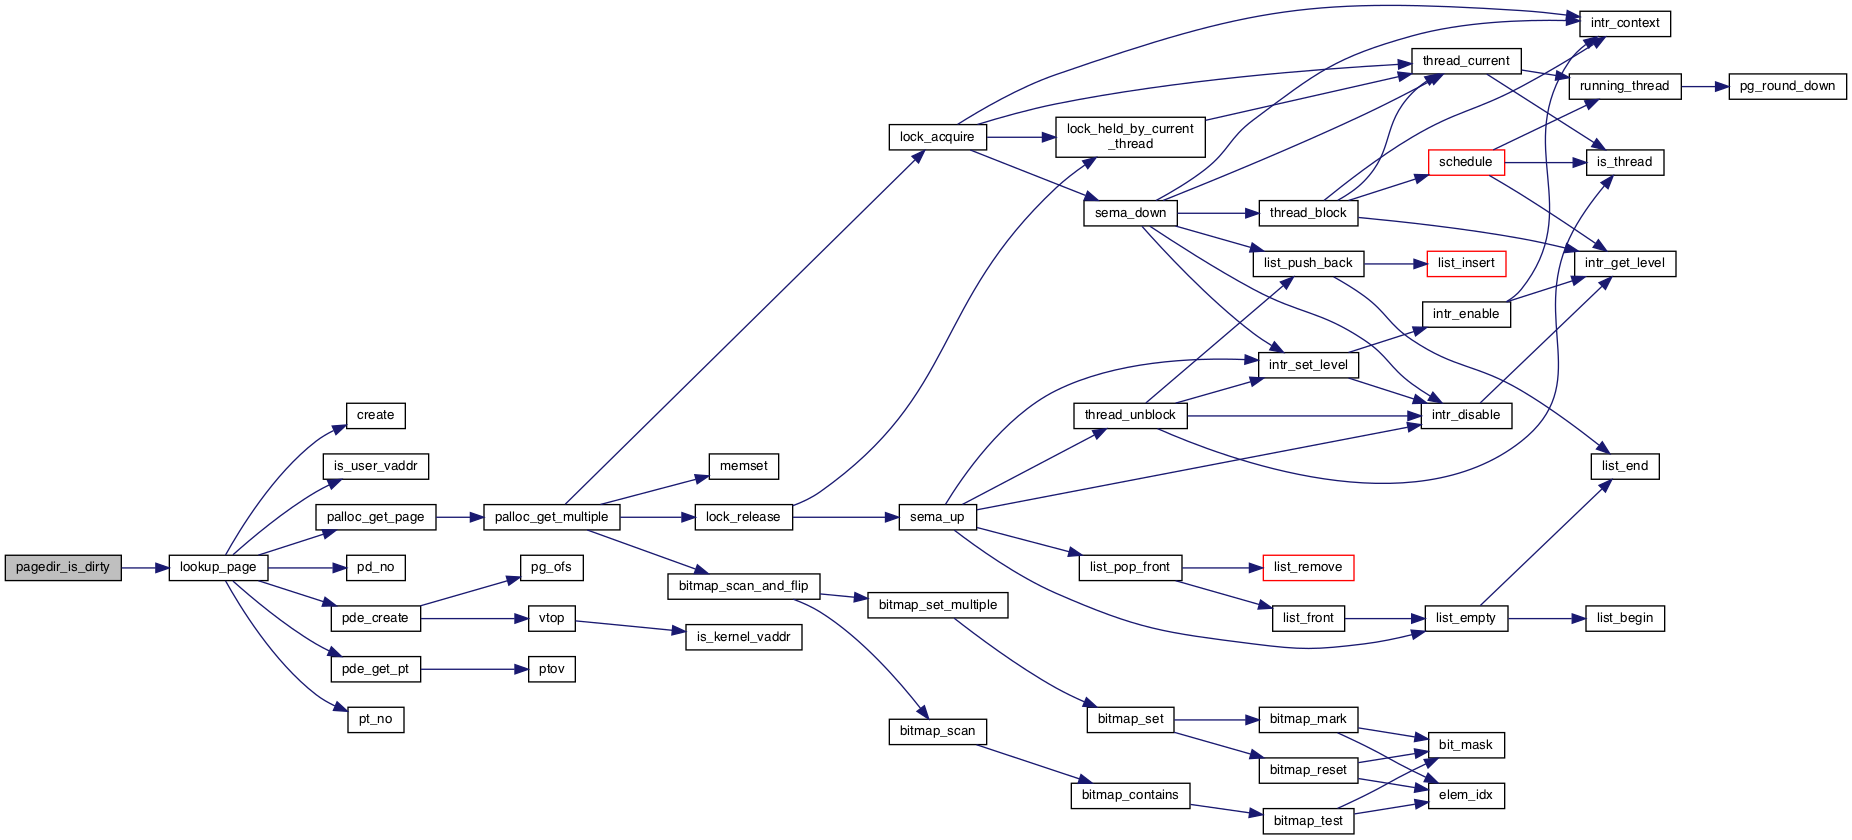 intr_context
thread_current
running_thread
pg_round_down
lock_acquire
lock_held_by_current
_thread
schedule
is_thread
sema_down
thread_block
list_push_back
list_insert
intr_get_level
intr_enable
intr_set_level
create
thread_unblock
intr_disable
is_user_vaddr
memset
list_end
palloc_get_page
palloc_get_multiple
lock_release
sema_up
pagedir_is_dirty
lookup_page
pd_no
pg_ofs
list_pop_front
list_remove
bitmap_scan_and_flip
bitmap_set_multiple
pde_create
vtop
list_front
list_empty
list_begin
is_kernel_vaddr
pde_get_pt
ptov
pt_no
bitmap_scan
bitmap_set
bitmap_mark
bit_mask
bitmap_reset
bitmap_contains
elem_idx
bitmap_test